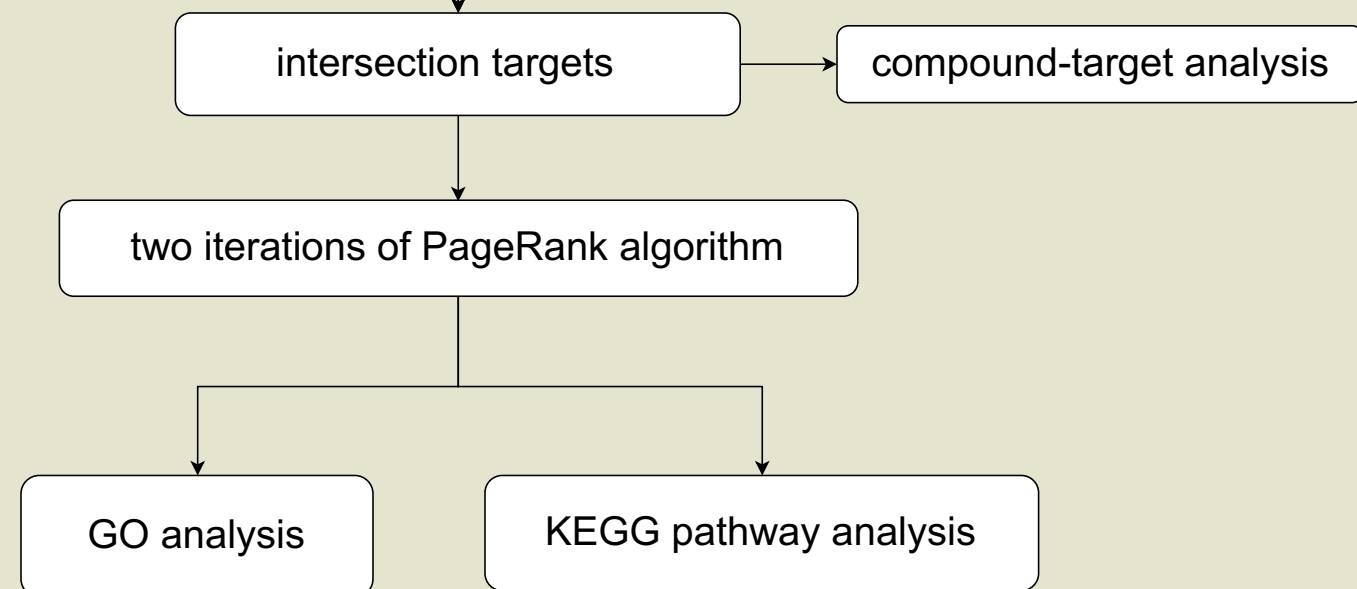 intersection targets
compound-target analysis
two iterations of PageRank algorithm
GO analysis
KEGG pathway analysis